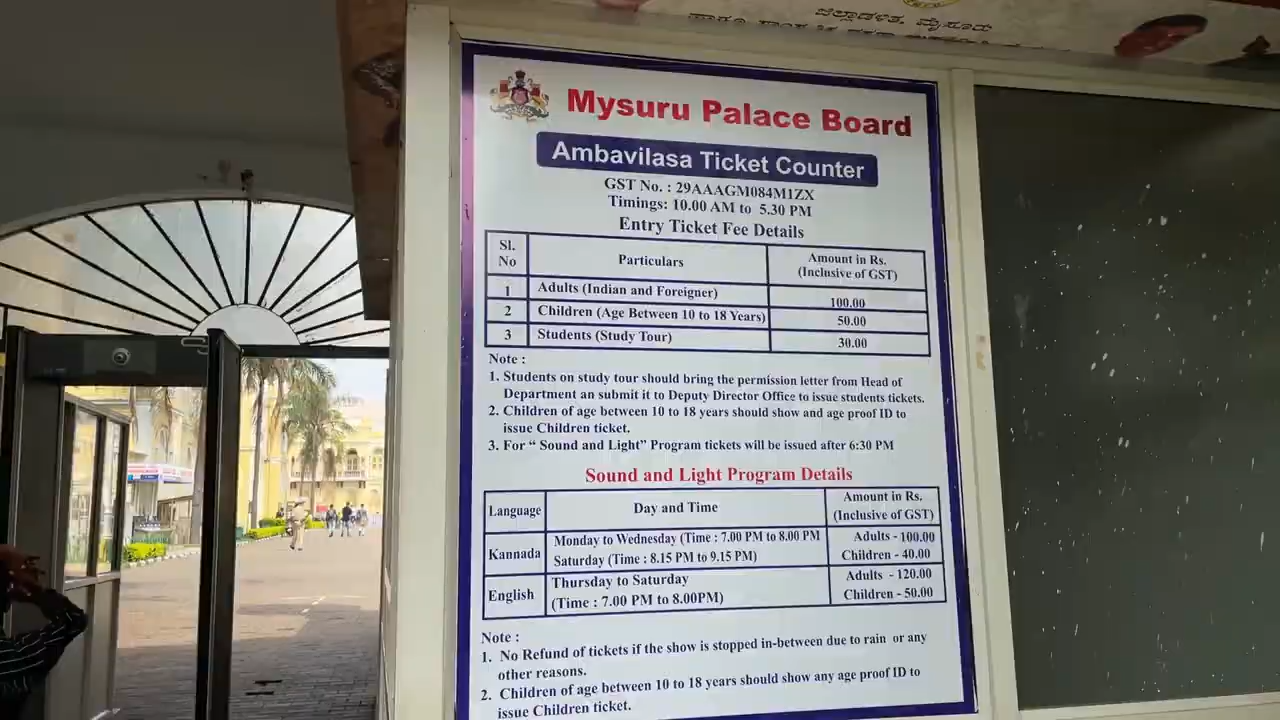 ಜಿಲ್ಲಾಡಳಿತ, ಮೈಸೂರು
Mysuru Palace Board
Ambavilasa Ticket Counter
GST No. : 29AAAGM084M1ZX
Timings: 10.00 AM to 5.30 PM
Entry Ticket Fee Details
Sl. No Particulars Amount in Rs. (Inclusive of GST)
1 Adults (Indian and Foreigner) 100.00
2 Children (Age Between 10 to 18 Years) 50.00
3 Students (Study Tour) 30.00
Note :
1. Students on study tour should bring the permission letter from Head of
Department an submit it to Deputy Director Office to issue students tickets.
2. Children of age between 10 to 18 years should show and age proof ID to
issue Children ticket.
3. For “ Sound and Light” Program tickets will be issued after 6:30 PM
Sound and Light Program Details
Language Day and Time Amount in Rs. (Inclusive of GST)
Kannada Monday to Wednesday (Time : 7.00 PM to 8.00 PM Adults - 100.00
Saturday (Time : 8.15 PM to 9.15 PM) Children - 40.00
English Thursday to Saturday Adults - 120.00
(Time : 7.00 PM to 8.00PM) Children - 50.00
Note :
1. No Refund of tickets if the show is stopped in-between due to rain or any
other reasons.
2. Children of age between 10 to 18 years should show any age proof ID to
issue Children ticket.